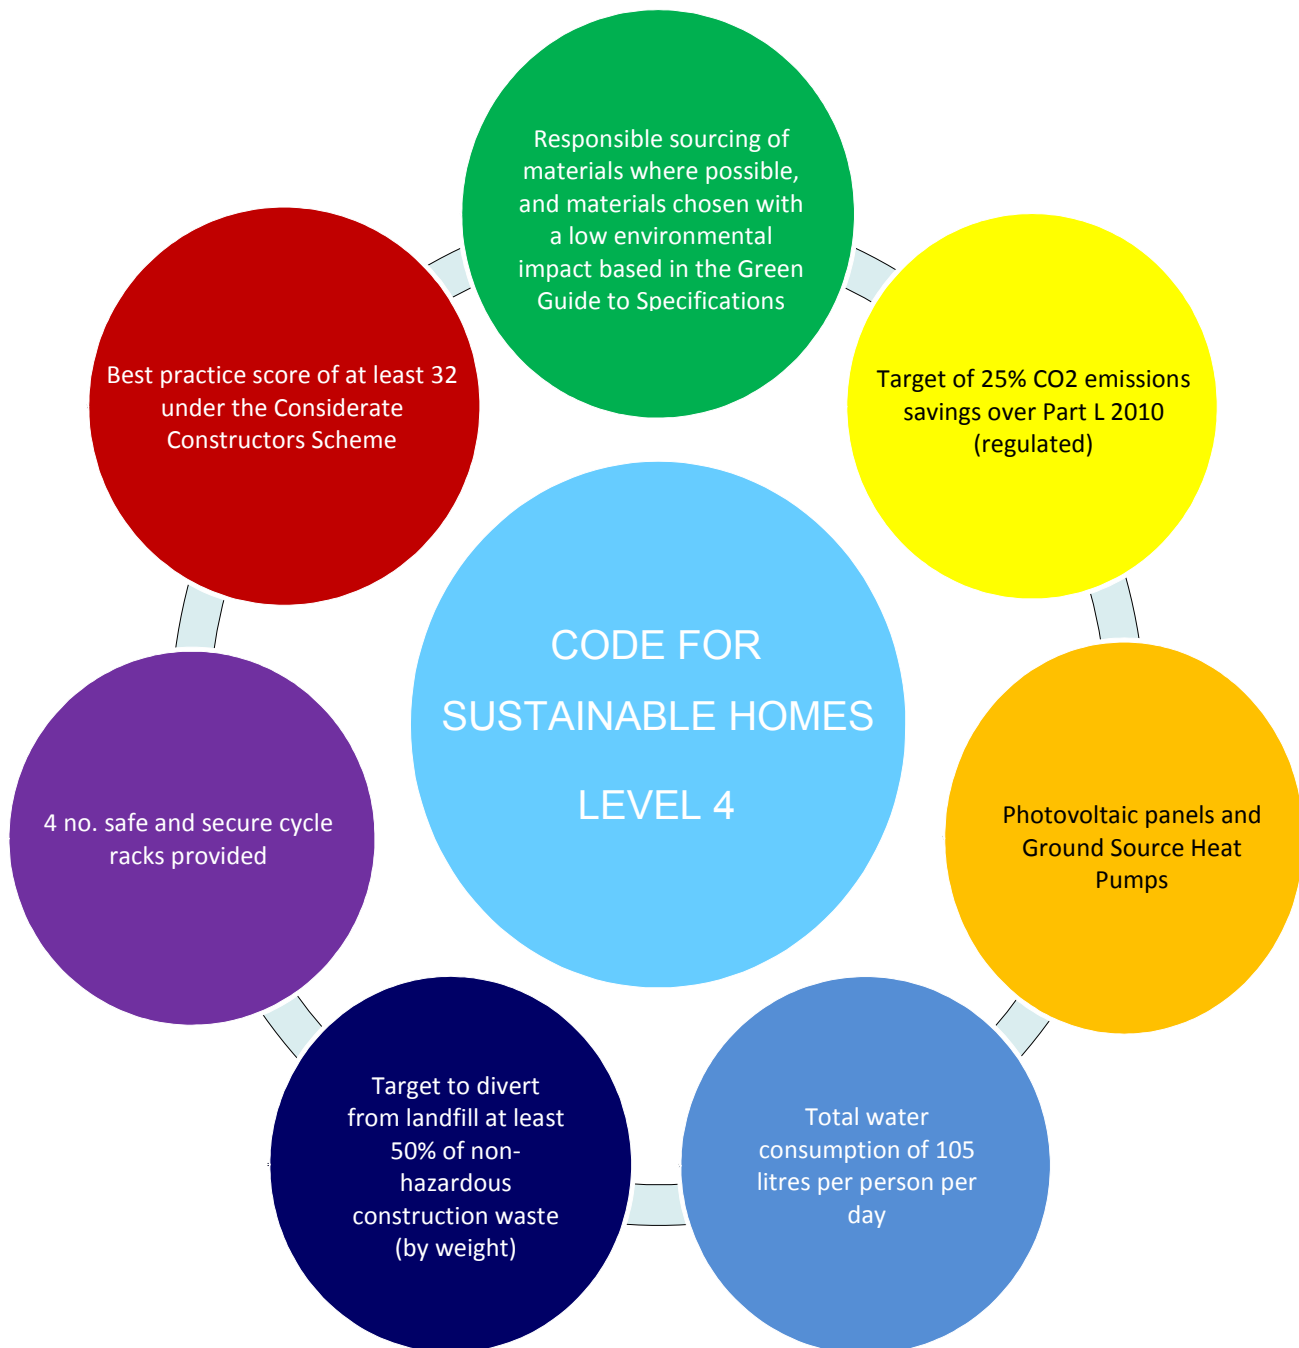 Responsible sourcing of
materials where possible,
and materials chosen with
a low environmental
impact based in the Green
Guide to Specifications
Target of 25% CO2 emissions
savings over Part L 2010
(regulated)
Photovoltaic panels and
Ground Source Heat
Pumps
Total water
consumption of 105
litres per person per
day
Target to divert
from landfill at least
50% of non-
hazardous
construction waste
(by weight)
4 no. safe and secure cycle
racks provided
Best practice score of at least 32
under the Considerate
Constructors Scheme
CODE FOR
SUSTAINABLE HOMES
LEVEL 4